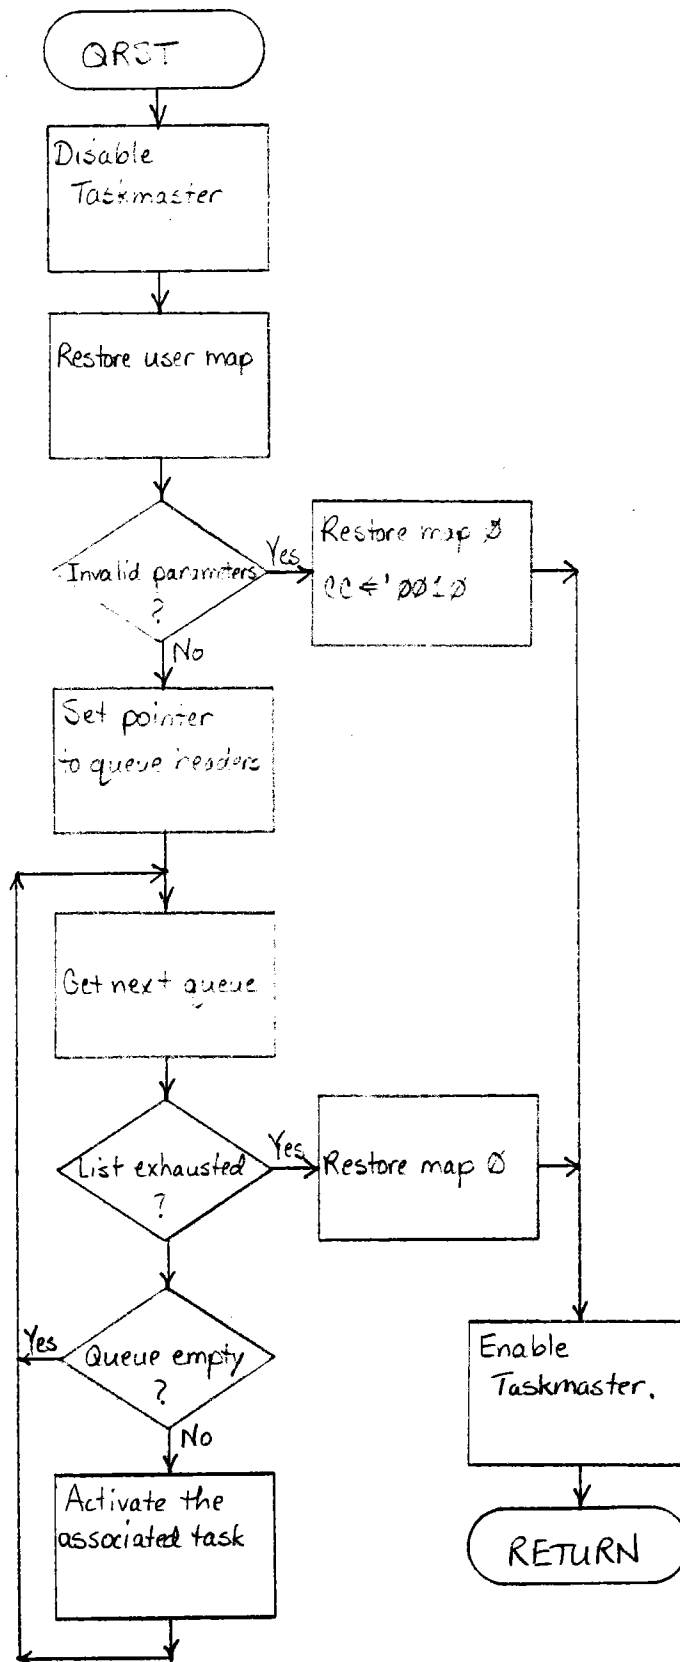 QRST
Disable
Taskmaster
Restore user map
Invalid parameters
?
Yes
Restore map Ø
CC ←'ØØ1Ø
No
Set pointer
to queue headers
Get next queue
List exhausted
?
Yes
Restore map Ø
Queue empty
?
Yes
No
Enable
Taskmaster.
Activate the
associated task
RETURN